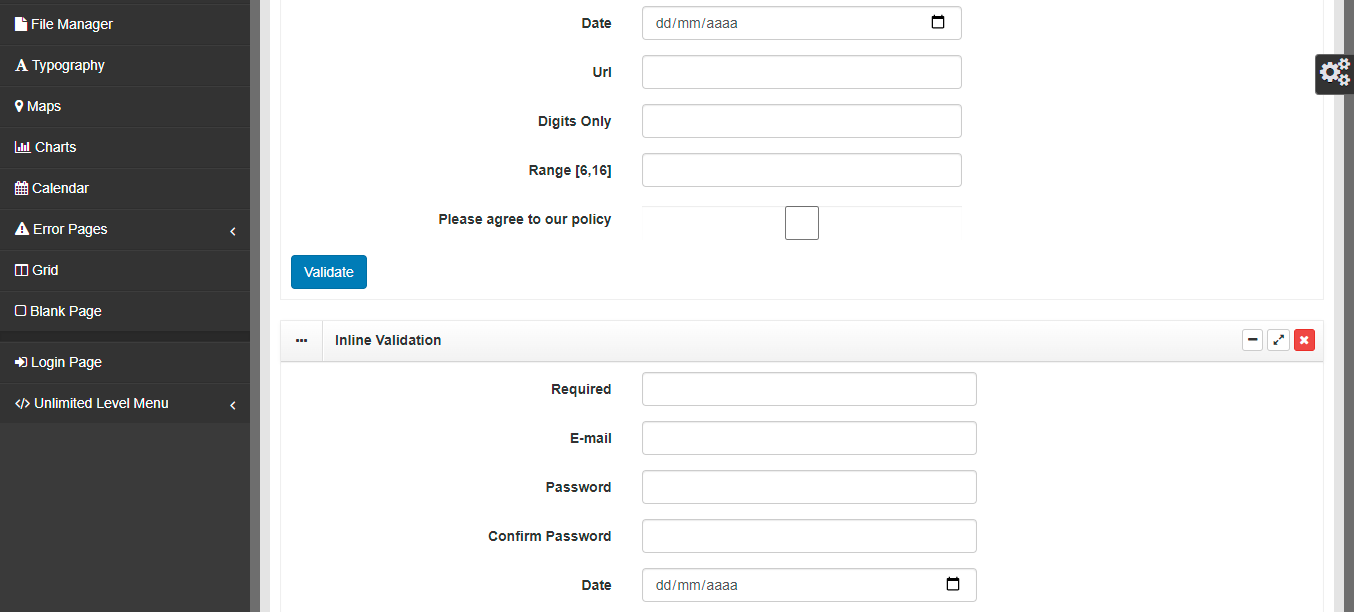 File Manager
Typography
Maps
Charts
Calendar
Error Pages
Grid
Blank Page
Login Page
Unlimited Level Menu
Date dd/mm/aaaa
Url
Digits Only
Range [6,16]
Please agree to our policy
Validate
Inline Validation
Required
E-mail
Password
Confirm Password
Date dd/mm/aaaa